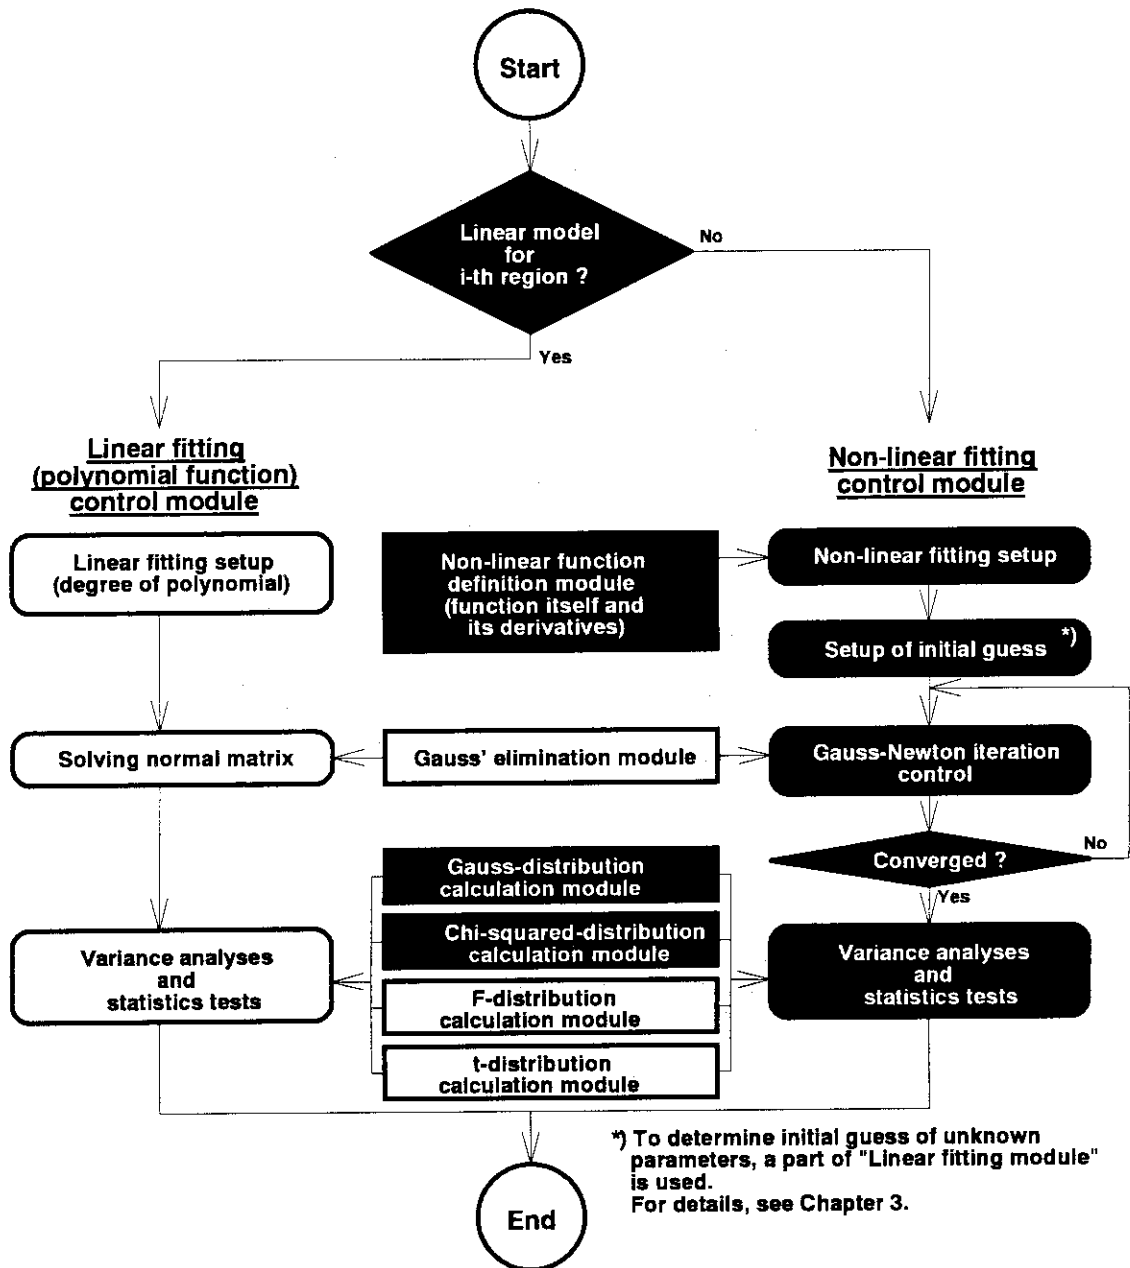 Start
Linear model
for
i-th region ?
No
Yes
Linear fitting
(polynomial function)
control module
Non-linear fitting
control module
Linear fitting setup
(degree of polynomial)
Non-linear function
definition module
(function itself and
its derivatives)
Non-linear fitting setup
Setup of initial guess *)
Solving normal matrix
Gauss' elimination module
Gauss-Newton iteration
control
Converged ?
No
Yes
Gauss-distribution
calculation module
Chi-squared-distribution
calculation module
F-distribution
calculation module
t-distribution
calculation module
Variance analyses
and
statistics tests
Variance analyses
and
statistics tests
*) To determine initial guess of unknown
parameters, a part of "Linear fitting module"
is used.
For details, see Chapter 3.
End